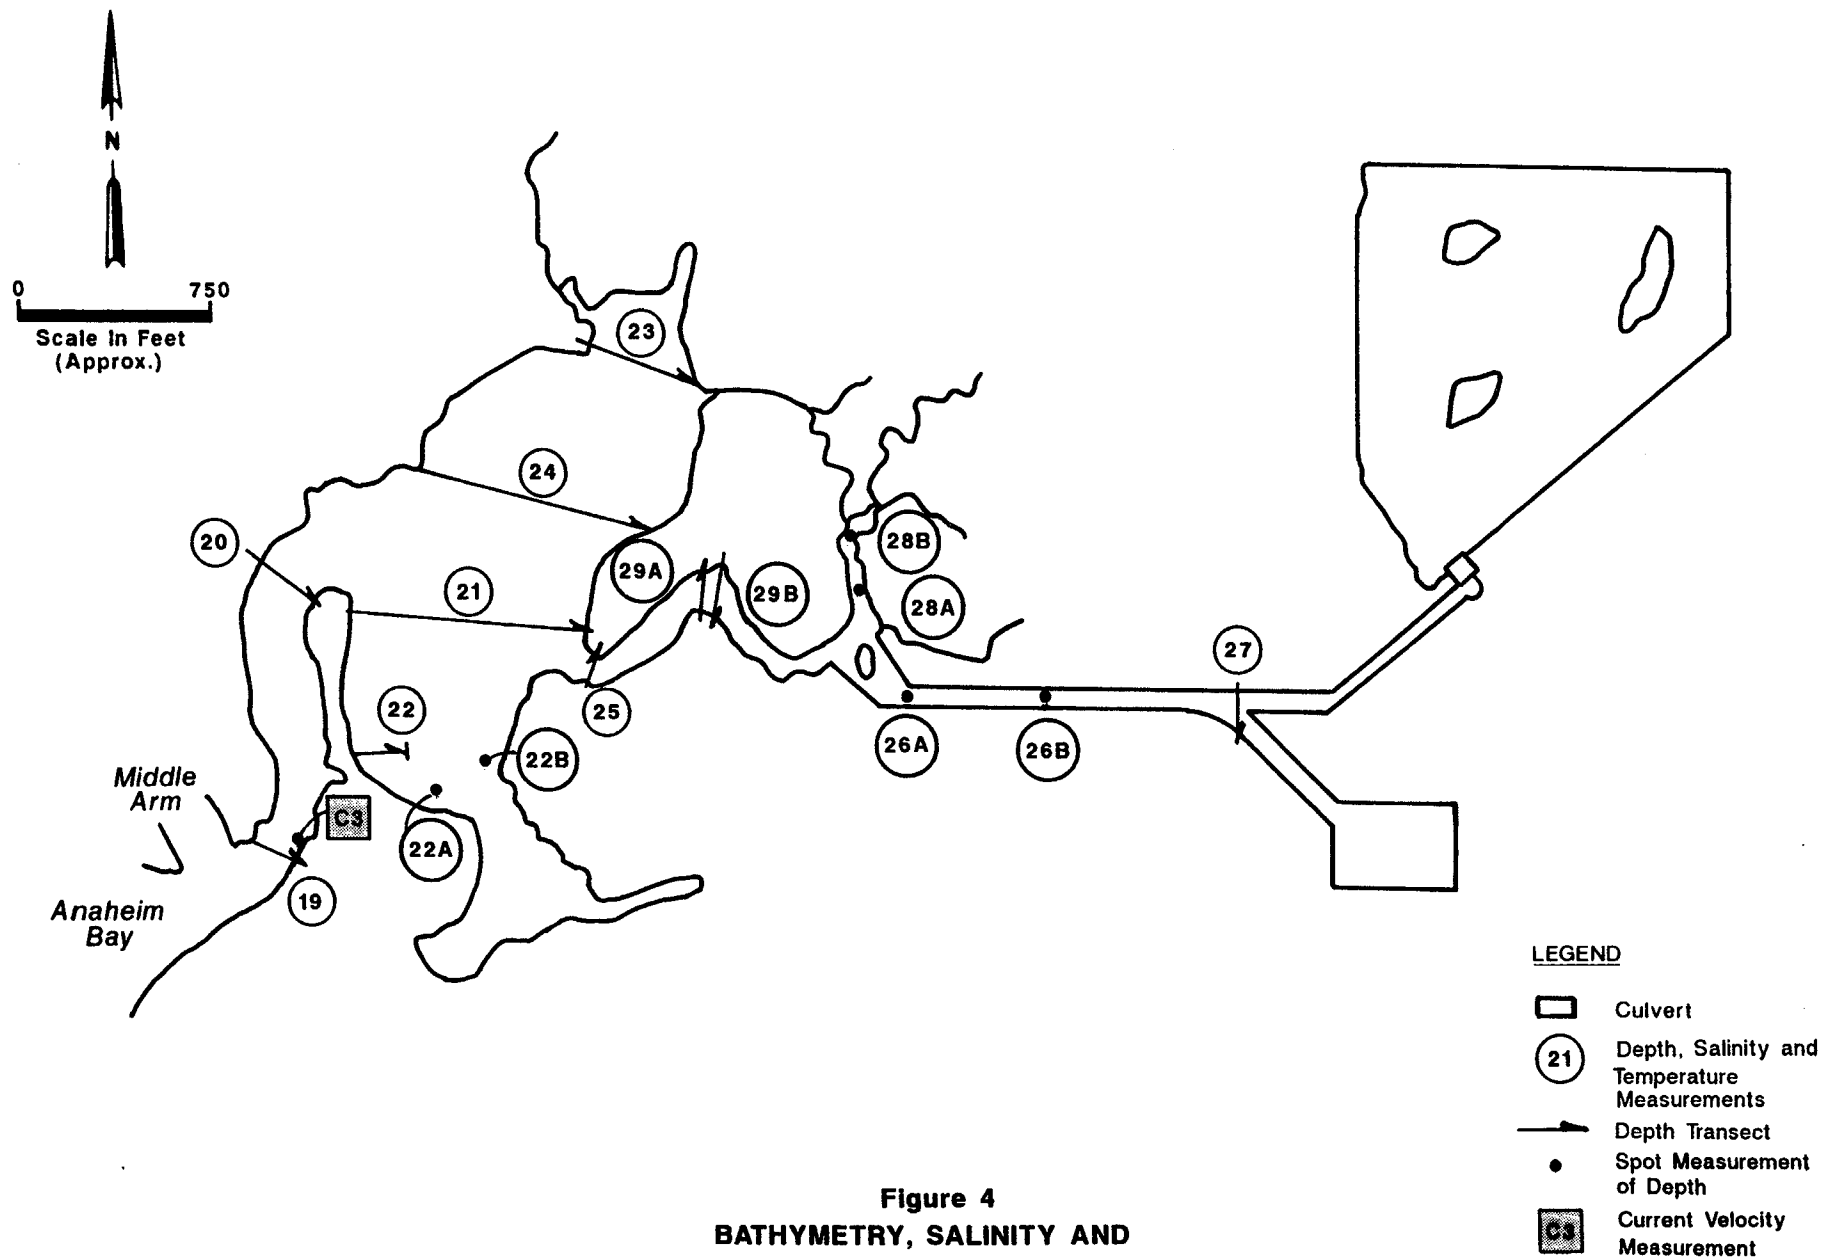 N
0 750
Scale in Feet
(Approx.)
23
24
20
29A
28B
21
29B
28A
27
25
22
26A
26B
22B
Middle
Arm
C3
22A
19
Anaheim
Bay
LEGEND
Culvert
21
Depth, Salinity and
Temperature
Measurements
Depth Transect
Spot Measurement
of Depth
C3
Current Velocity
Measurement
Figure 4
BATHYMETRY, SALINITY AND